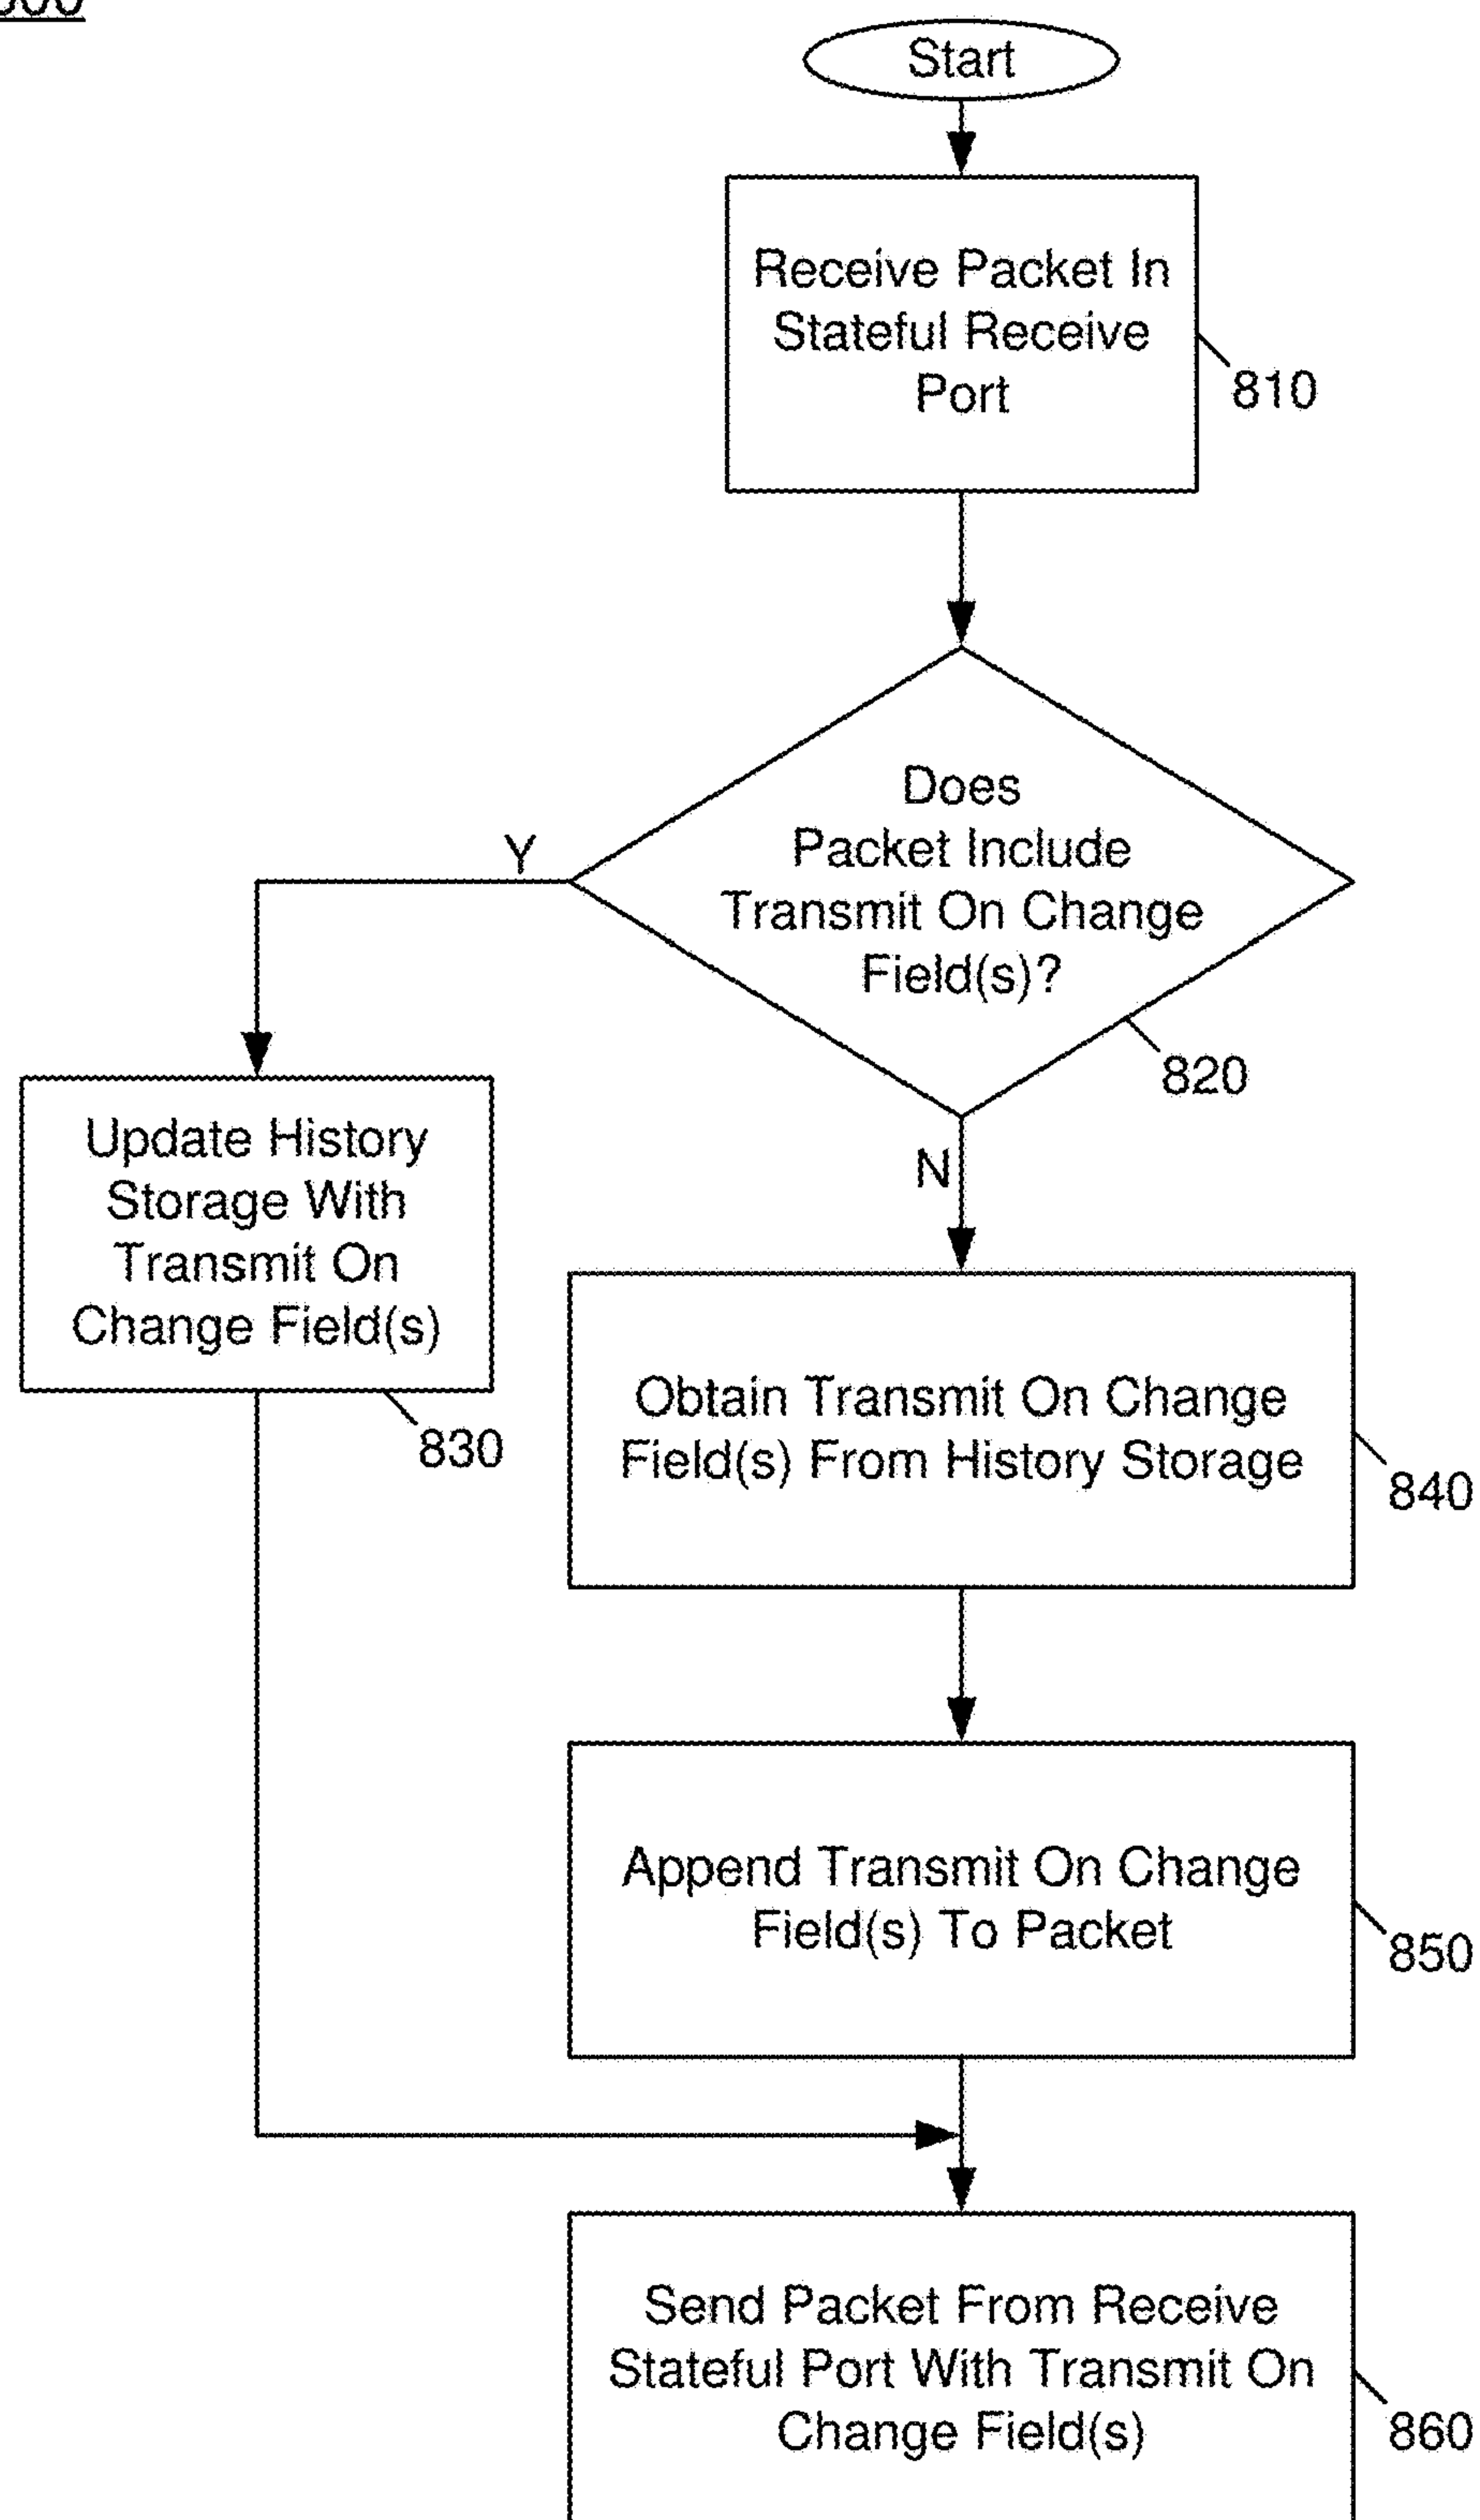 Start
Receive Packet In
Stateful Receive
Port
810
Does
Packet Include
Transmit On Change
Field(s)?
820
Y
N
Update History
Storage With
Transmit On
Change Field(s)
830
Obtain Transmit On Change
Field(s) From History Storage
840
Append Transmit On Change
Field(s) To Packet
850
Send Packet From Receive
Stateful Port With Transmit On
Change Field(s)
860